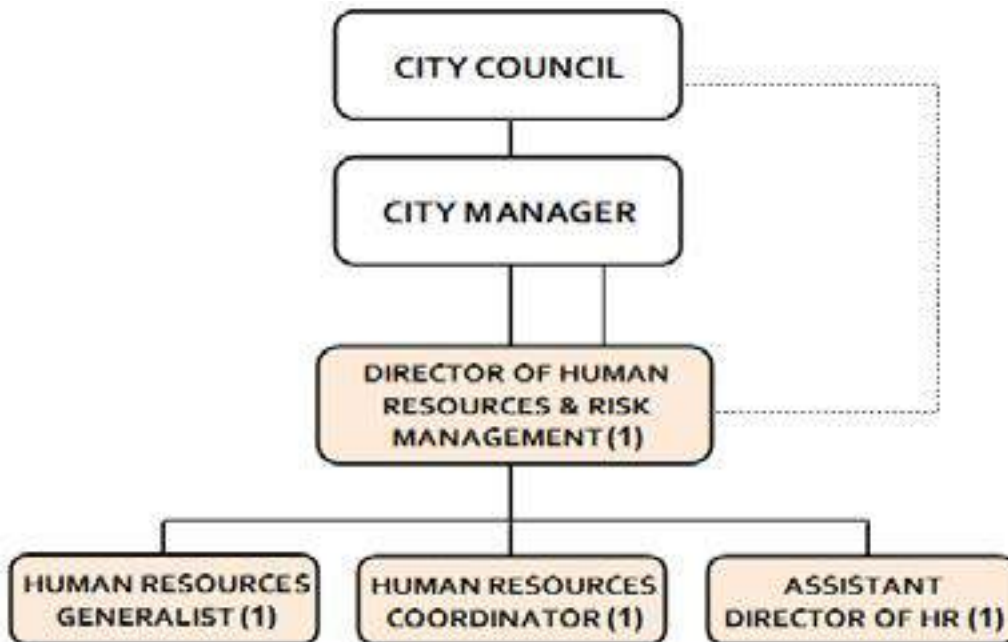 CITY COUNCIL
CITY MANAGER
DIRECTOR OF HUMAN
RESOURCES & RISK
MANAGEMENT (1)
HUMAN RESOURCES
GENERALIST (1)
HUMAN RESOURCES
COORDINATOR (1)
ASSISTANT
DIRECTOR OF HR (1)